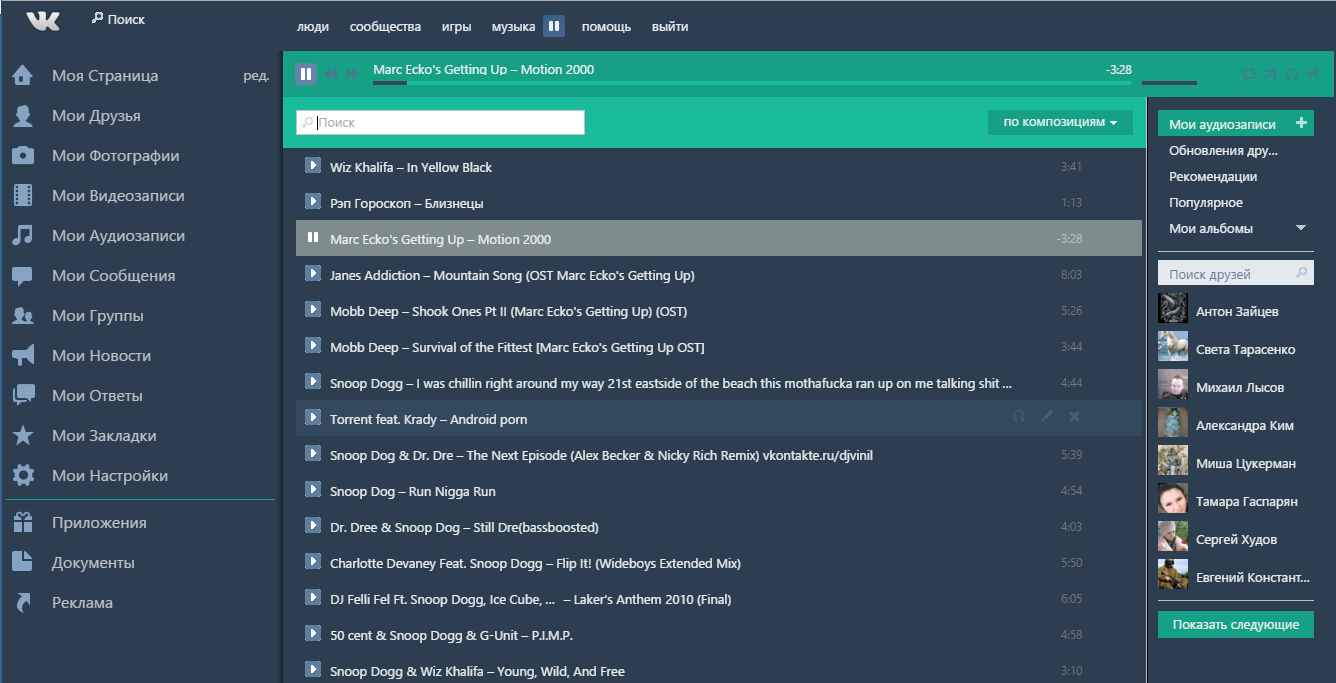 VK
Поиск
люди сообщества игры музыка помощь выйти
Моя Страница ред.
Мои Друзья
Мои Фотографии
Мои Видеозаписи
Мои Аудиозаписи
Мои Сообщения
Мои Группы
Мои Новости
Мои Ответы
Мои Закладки
Мои Настройки
Приложения
Документы
Реклама
Marc Ecko's Getting Up – Motion 2000 -3:28
Поиск
по композициям
Wiz Khalifa – In Yellow Black 3:41
Рэп Гороскоп – Близнецы 1:13
Marc Ecko's Getting Up – Motion 2000 -3:28
Janes Addiction – Mountain Song (OST Marc Ecko's Getting Up) 8:03
Mobb Deep – Shook Ones Pt II (Marc Ecko's Getting Up) (OST) 5:26
Mobb Deep – Survival of the Fittest [Marc Ecko's Getting Up OST] 3:44
Snoop Dogg – I was chillin right around my way 21st eastside of the beach this mothafucka ran up on me talking shit ... 4:44
Torrent feat. Krady – Android porn
Snoop Dog & Dr. Dre – The Next Episode (Alex Becker & Nicky Rich Remix) vkontakte.ru/djvinil 5:39
Snoop Dog – Run Nigga Run 4:54
Dr. Dree & Snoop Dog – Still Dre(bassboosted) 4:03
Charlotte Devaney Feat. Snoop Dogg – Flip It! (Wideboys Extended Mix) 5:50
DJ Felli Fel Ft. Snoop Dogg, Ice Cube, ... – Laker's Anthem 2010 (Final) 6:05
50 cent & Snoop Dogg & G-Unit – P.I.M.P. 4:58
Snoop Dogg & Wiz Khalifa – Young, Wild, And Free 3:10
Мои аудиозаписи +
Обновления дру...
Рекомендации
Популярное
Мои альбомы
Поиск друзей
Антон Зайцев
Света Тарасенко
Михаил Лысов
Александра Ким
Миша Цукерман
Тамара Гаспарян
Сергей Худов
Евгений Констант...
Показать следующие